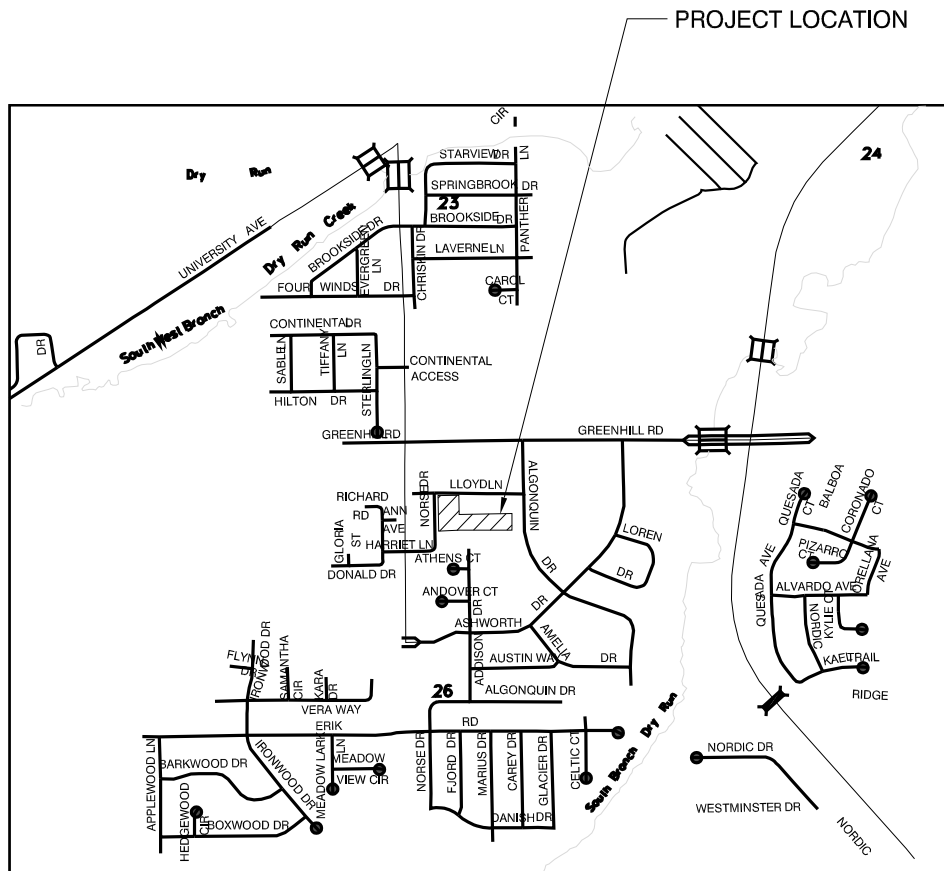 PROJECT LOCATION
CIR
Dry Run
24
STARVIEW DR
LN
SPRINGBROOK DR
23
BROOKSIDE DR
PANTHER
UNIVERSITY AVE
Dry Run Creek
BROOKSIDE DR
EVERGREEN LN
CHRISKIN DR
LAVERNE LN
CAROL CT
FOUR WINDS DR
South West Branch
DR
CONTINENTAL DR
SABLE LN
TIFFANY LN
STERLING LN
CONTINENTAL
ACCESS
HILTON DR
GREENHILL RD
GREENHILL RD
LLOYD LN
ALGONQUIN DR
NORSE DR
RICHARD RD
ANN AVE
GLORIA ST
HARRIET LN
DONALD DR
ATHENS CT
ANDOVER CT
LOREN DR
ASHWORTH DR
ADDISON DR
AMELIA DR
AUSTIN WAY
ALGONQUIN DR
QUESADA CT
BALBOA
CORONADO CT
PIZARRO CT
ORELLANA AVE
QUESADA AVE
ALVARDO AVE
NORDIC
KYLIE CT
KAEL TRAIL
RIDGE
FLYNN DR
IRONWOOD DR
SAMANTHA CIR
KARA DR
VERA WAY
26
ERIK RD
APPLEWOOD LN
BARKWOOD DR
IRONWOOD DR
MEADOW LARK LN
MEADOW
VIEW CIR
HEDGEWOOD CIR
BOXWOOD DR
NORSE DR
FJORD DR
MARIUS DR
CAREY DR
GLACIER DR
CELTIC CT
DANISH DR
South Branch Dry Run
NORDIC DR
WESTMINSTER DR
NORDIC